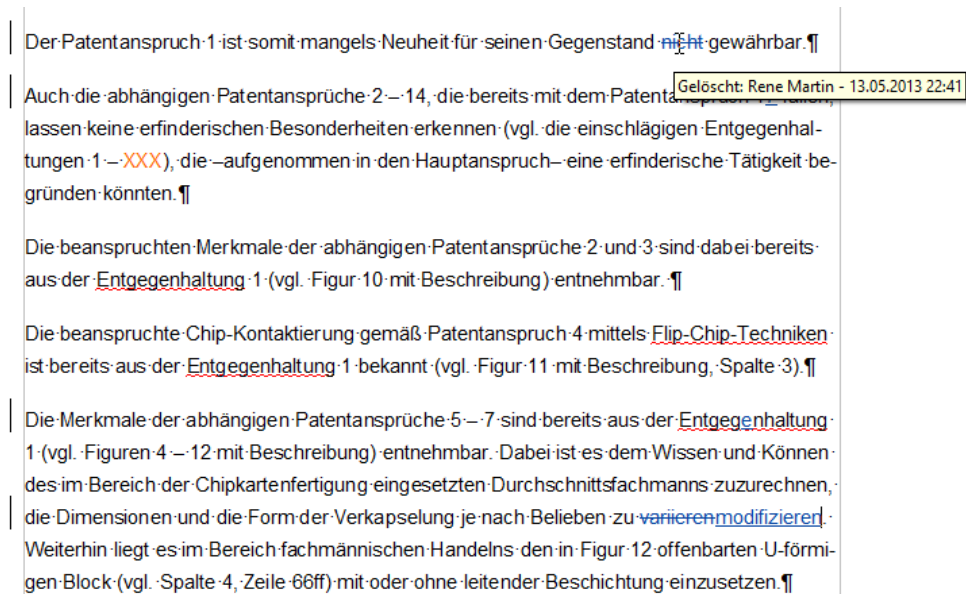 Der Patentanspruch 1 ist somit mangels Neuheit für seinen Gegenstand nicht gewährbar.¶
Gelöscht: Rene Martin - 13.05.2013 22:41
Auch die abhängigen Patentansprüche 2 – 14, die bereits mit dem
lassen keine erfinderischen Besonderheiten erkennen (vgl. die einschlägigen Entgegenhal-
tungen 1 – XXX), die –aufgenommen in den Hauptanspruch– eine erfinderische Tätigkeit be-
gründen könnten.¶
Die beanspruchten Merkmale der abhängigen Patentansprüche 2 und 3 sind dabei bereits
aus der Entgegenhaltung 1 (vgl. Figur 10 mit Beschreibung) entnehmbar. ¶
Die beanspruchte Chip-Kontaktierung gemäß Patentanspruch 4 mittels Flip-Chip-Techniken
ist bereits aus der Entgegenhaltung 1 bekannt (vgl. Figur 11 mit Beschreibung, Spalte 3).¶
Die Merkmale der abhängigen Patentansprüche 5 – 7 sind bereits aus der Entgegenhaltung
1 (vgl. Figuren 4 – 12 mit Beschreibung) entnehmbar. Dabei ist es dem Wissen und Können
des im Bereich der Chipkartenfertigung eingesetzten Durchschnittsfachmanns zuzurechnen,
die Dimensionen und die Form der Verkapselung je nach Belieben zu variierenmodifizieren.
Weiterhin liegt es im Bereich fachmännischen Handelns den in Figur 12 offenbarten U-förmi-
gen Block (vgl. Spalte 4, Zeile 66ff) mit oder ohne leitender Beschichtung einzusetzen.¶